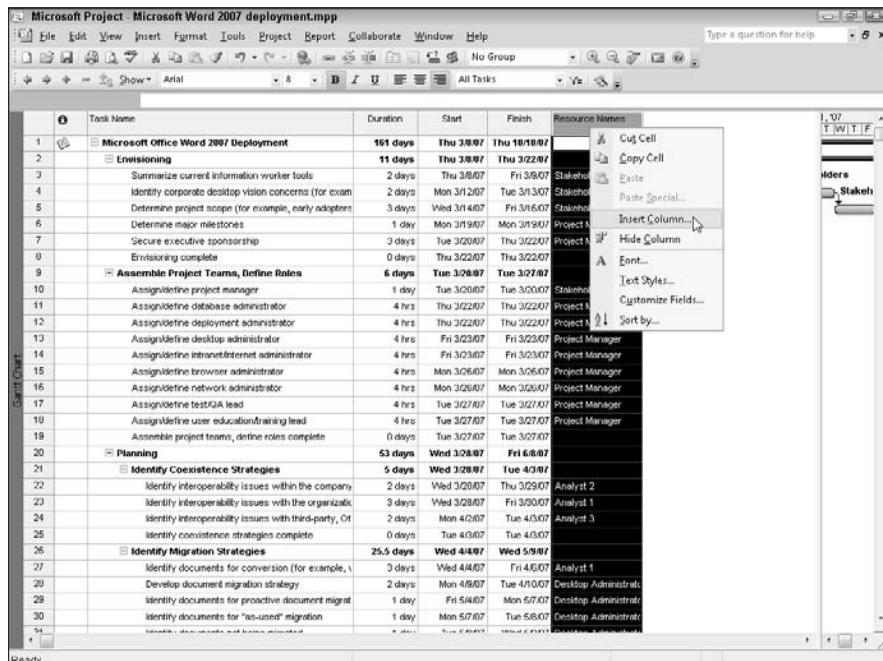 Microsoft Project - Microsoft Word 2007 deployment.mpp
File Edit View Insert Format Tools Project Report Collaborate Window Help
Type a question for help
No Group
Show Arial 8 B I U All Tasks
Task Name Duration Start Finish Resource Names
, '07
T W T F
1 Microsoft Office Word 2007 Deployment 161 days Thu 3/8/07 Thu 10/18/07
2 Envisioning 11 days Thu 3/8/07 Thu 3/22/07
3 Summarize current information worker tools 2 days Thu 3/8/07 Fri 3/9/07 Stakehol
4 Identify corporate desktop vision concerns (for exam 2 days Mon 3/12/07 Tue 3/13/07 Stakehol
5 Determine project scope (for example, early adopters 3 days Wed 3/14/07 Fri 3/16/07 Stakehol
6 Determine major milestones 1 day Mon 3/19/07 Mon 3/19/07 Project M
7 Secure executive sponsorship 3 days Tue 3/20/07 Thu 3/22/07 Project M
8 Envisioning complete 0 days Thu 3/22/07 Thu 3/22/07
9 Assemble Project Teams, Define Roles 6 days Tue 3/20/07 Tue 3/27/07
10 Assign/define project manager 1 day Tue 3/20/07 Tue 3/20/07 Stakehol
11 Assign/define database administrator 4 hrs Thu 3/22/07 Thu 3/22/07 Project M
12 Assign/define deployment administrator 4 hrs Thu 3/22/07 Thu 3/22/07 Project M
13 Assign/define desktop administrator 4 hrs Fri 3/23/07 Fri 3/23/07 Project Manager
14 Assign/define intranet/internet administrator 4 hrs Fri 3/23/07 Fri 3/23/07 Project Manager
15 Assign/define browser administrator 4 hrs Mon 3/26/07 Mon 3/26/07 Project Manager
16 Assign/define network administrator 4 hrs Mon 3/26/07 Mon 3/26/07 Project Manager
17 Assign/define test/QA lead 4 hrs Tue 3/27/07 Tue 3/27/07 Project Manager
18 Assign/define user education/training lead 4 hrs Tue 3/27/07 Tue 3/27/07 Project Manager
19 Assemble project teams, define roles complete 0 days Tue 3/27/07 Tue 3/27/07
20 Planning 53 days Wed 3/28/07 Fri 6/8/07
21 Identify Coexistence Strategies 5 days Wed 3/28/07 Tue 4/3/07
22 Identify interoperability issues within the company, 2 days Wed 3/28/07 Thu 3/29/07 Analyst 2
23 Identify interoperability issues with the organizatic 3 days Wed 3/28/07 Fri 3/30/07 Analyst 1
24 Identify interoperability issues with third-party, Of 2 days Mon 4/2/07 Tue 4/3/07 Analyst 3
25 Identify coexistence strategies complete 0 days Tue 4/3/07 Tue 4/3/07
26 Identify Migration Strategies 25.5 days Wed 4/4/07 Wed 5/9/07
27 Identify documents for conversion (for example, v 3 days Wed 4/4/07 Fri 4/6/07 Analyst 1
28 Develop document migration strategy 2 days Mon 4/9/07 Tue 4/10/07 Desktop Administratc
29 Identify documents for proactive document migrat 1 day Fri 5/4/07 Mon 5/7/07 Desktop Administratc
30 Identify documents for "as-used" migration 1 day Mon 5/7/07 Tue 5/8/07 Desktop Administratc
Cut Cell
Copy Cell
Paste
Paste Special...
Insert Column...
Hide Column
Font...
Text Styles...
Customize Fields...
Sort by...
lders
Stakeh
Gantt Chart
Ready